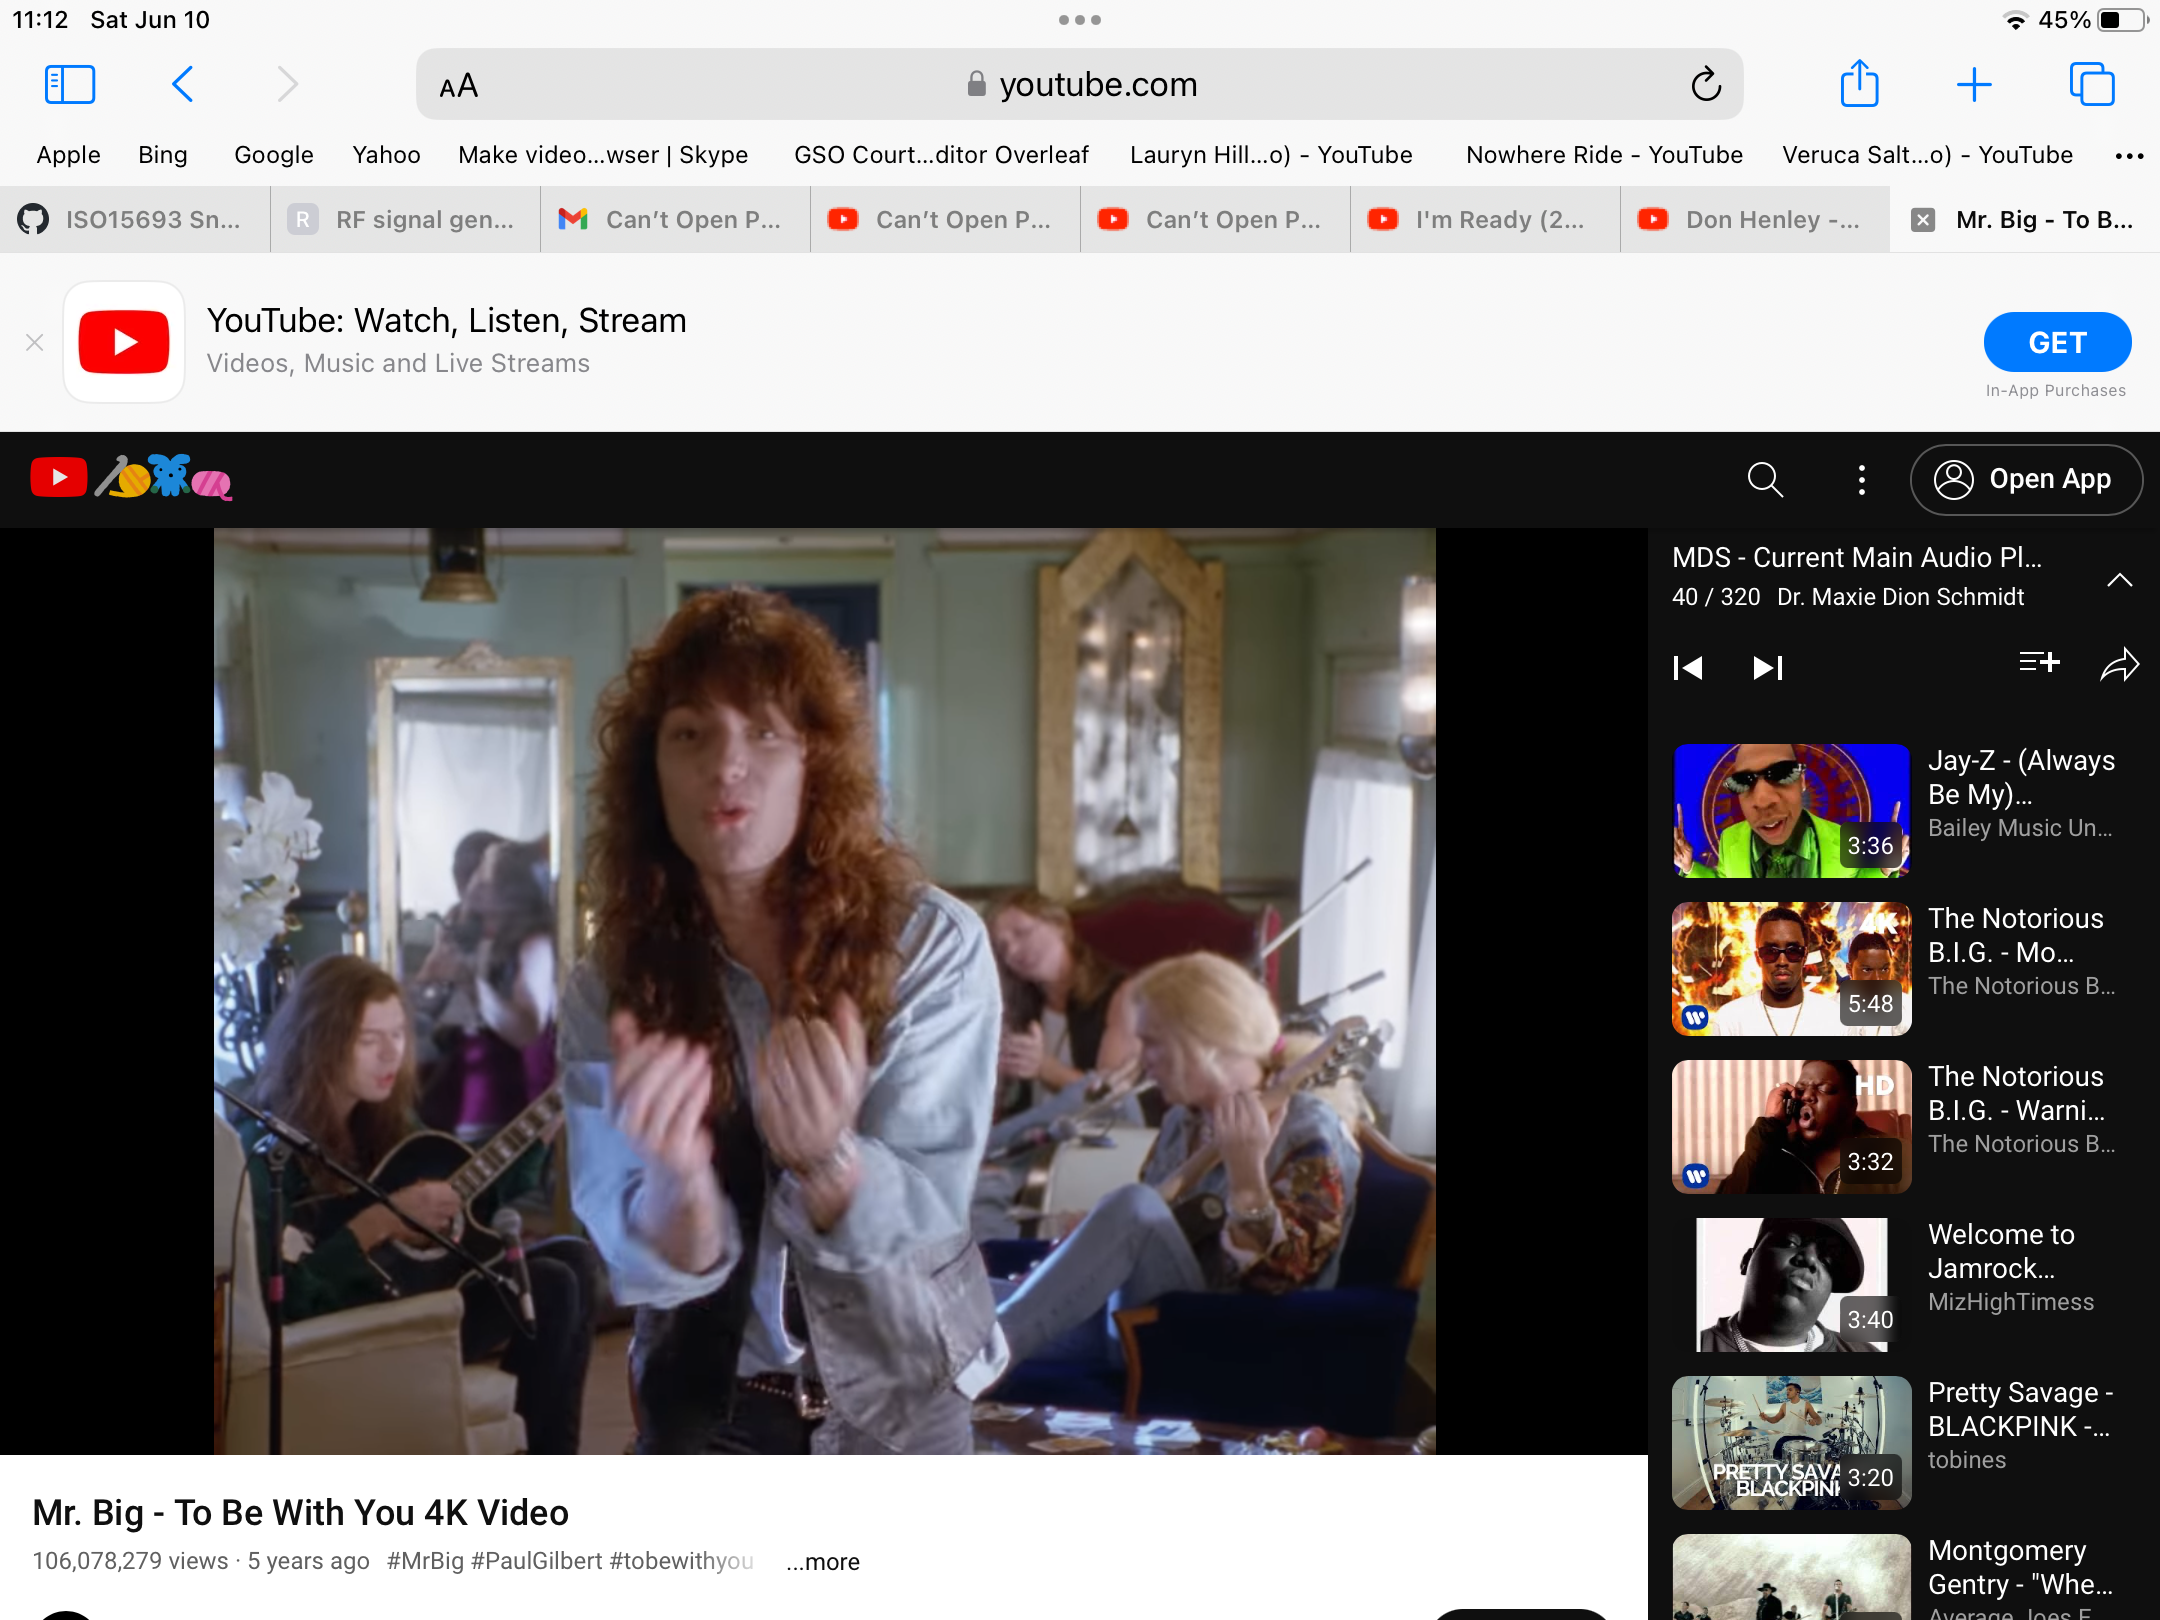 11:12 Sat Jun 10
45%
AA
youtube.com
Apple Bing Google Yahoo Make video...wser | Skype GSO Court...ditor Overleaf Lauryn Hill...o) - YouTube Nowhere Ride - YouTube Veruca Salt...o) - YouTube
ISO15693 Sn... R RF signal gen... Can’t Open P... Can’t Open P... Can’t Open P... I'm Ready (2... Don Henley -... Mr. Big - To B...
YouTube: Watch, Listen, Stream
Videos, Music and Live Streams
GET
In-App Purchases
Open App
MDS - Current Main Audio Pl...
40 / 320 Dr. Maxie Dion Schmidt
Jay-Z - (Always
Be My)...
Bailey Music Un...
3:36
The Notorious
B.I.G. - Mo...
The Notorious B...
4K
5:48
The Notorious
B.I.G. - Warni...
The Notorious B...
HD
3:32
Welcome to
Jamrock...
MizHighTimess
3:40
Pretty Savage -
BLACKPINK -...
tobines
PRETTY SAVA
BLACKPINK
3:20
Montgomery
Gentry - "Whe...
Average Joes E
Mr. Big - To Be With You 4K Video
106,078,279 views · 5 years ago #MrBig #PaulGilbert #tobewithyou ...more